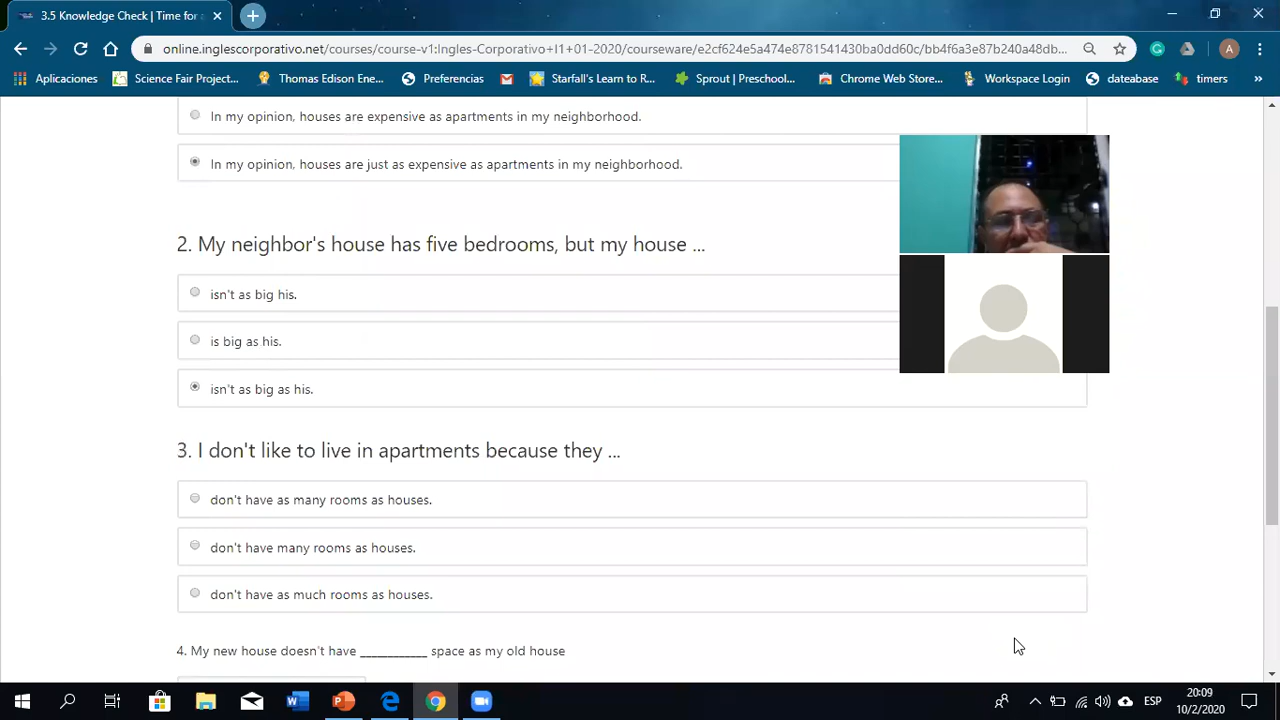 3.5 Knowledge Check | Time for a
online.inglescorporativo.net/courses/course-v1:Ingles-Corporativo+I1+01-2020/courseware/e2cf624e5a474e8781541430ba0dd60c/bb4f6a3e87b240a48db...
A
Aplicaciones
Science Fair Project...
Thomas Edison Ene...
Preferencias
Starfall's Learn to R...
Sprout | Preschool...
Chrome Web Store...
Workspace Login
dateabase
timers
»
In my opinion, houses are expensive as apartments in my neighborhood.
In my opinion, houses are just as expensive as apartments in my neighborhood.
2. My neighbor's house has five bedrooms, but my house ...
isn't as big his.
is big as his.
isn't as big as his.
3. I don't like to live in apartments because they ...
don't have as many rooms as houses.
don't have many rooms as houses.
don't have as much rooms as houses.
4. My new house doesn't have ____________ space as my old house
ESP
20:09
10/2/2020